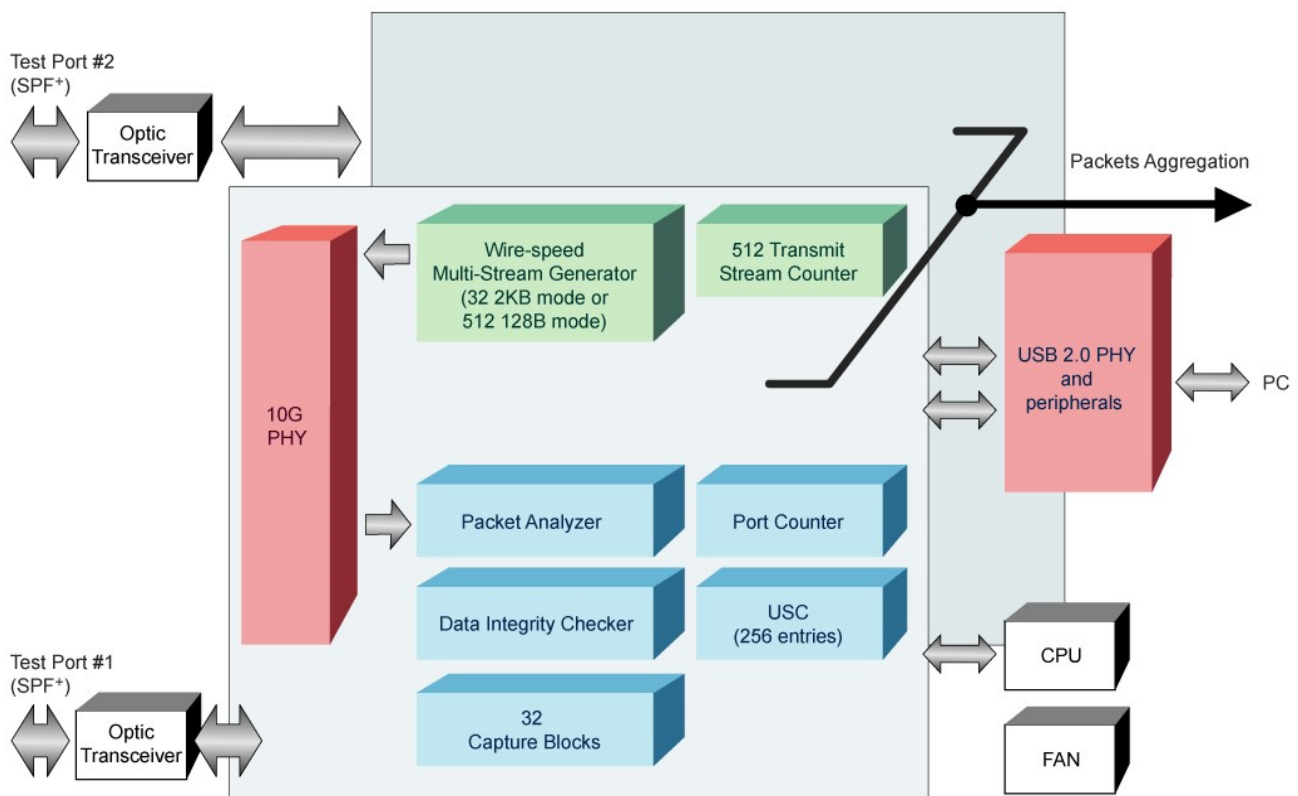 Test Port #2
(SPF+)
Optic
Transceiver
Packets Aggregation
Wire-speed
Multi-Stream Generator
(32 2KB mode or
512 128B mode)
512 Transmit
Stream Counter
10G
PHY
USB 2.0 PHY
and
peripherals
PC
Packet Analyzer
Port Counter
Data Integrity Checker
USC
(256 entries)
Test Port #1
(SPF+)
Optic
Transceiver
32
Capture Blocks
CPU
FAN